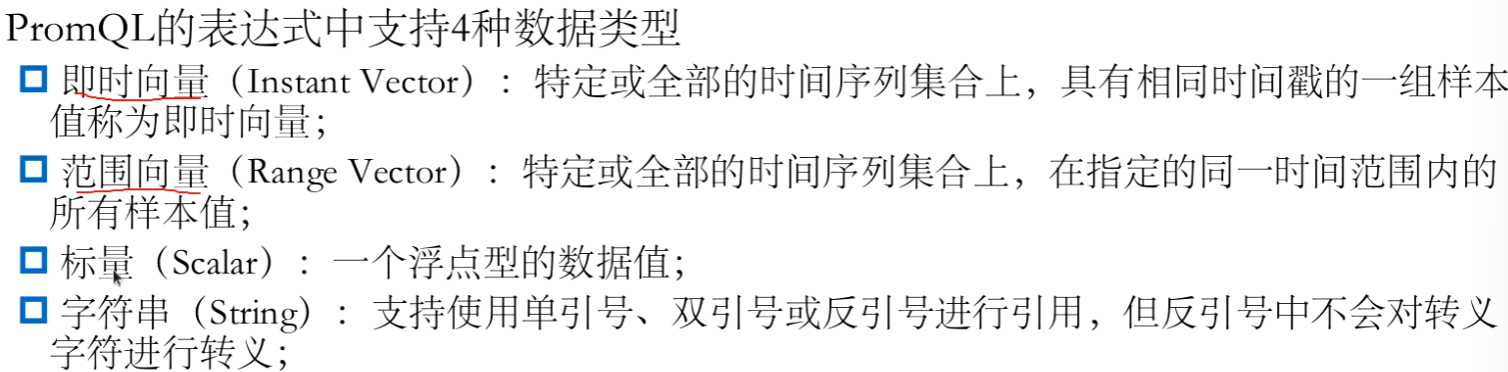 PromQL的表达式中支持4种数据类型
即时向量（Instant Vector）：特定或全部的时间序列集合上，具有相同时间戳的一组样本
值称为即时向量；
范围向量（Range Vector）：特定或全部的时间序列集合上，在指定的同一时间范围内的
所有样本值；
标量（Scalar）：一个浮点型的数据值；
字符串（String）：支持使用单引号、双引号或反引号进行引用，但反引号中不会对转义
字符进行转义；